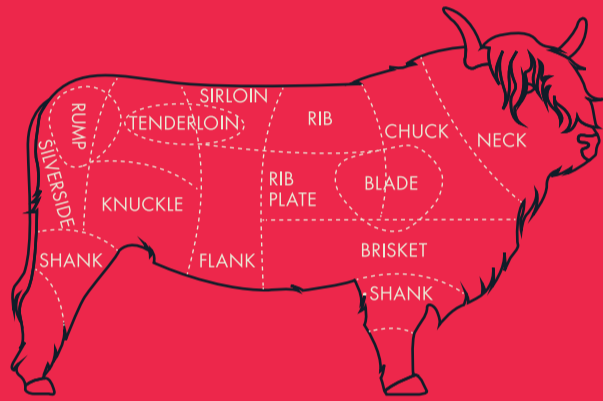 SIRLOIN
RUMP
TENDERLOIN
RIB
CHUCK
NECK
SILVERSIDE
KNUCKLE
RIB
PLATE
BLADE
SHANK
FLANK
BRISKET
SHANK